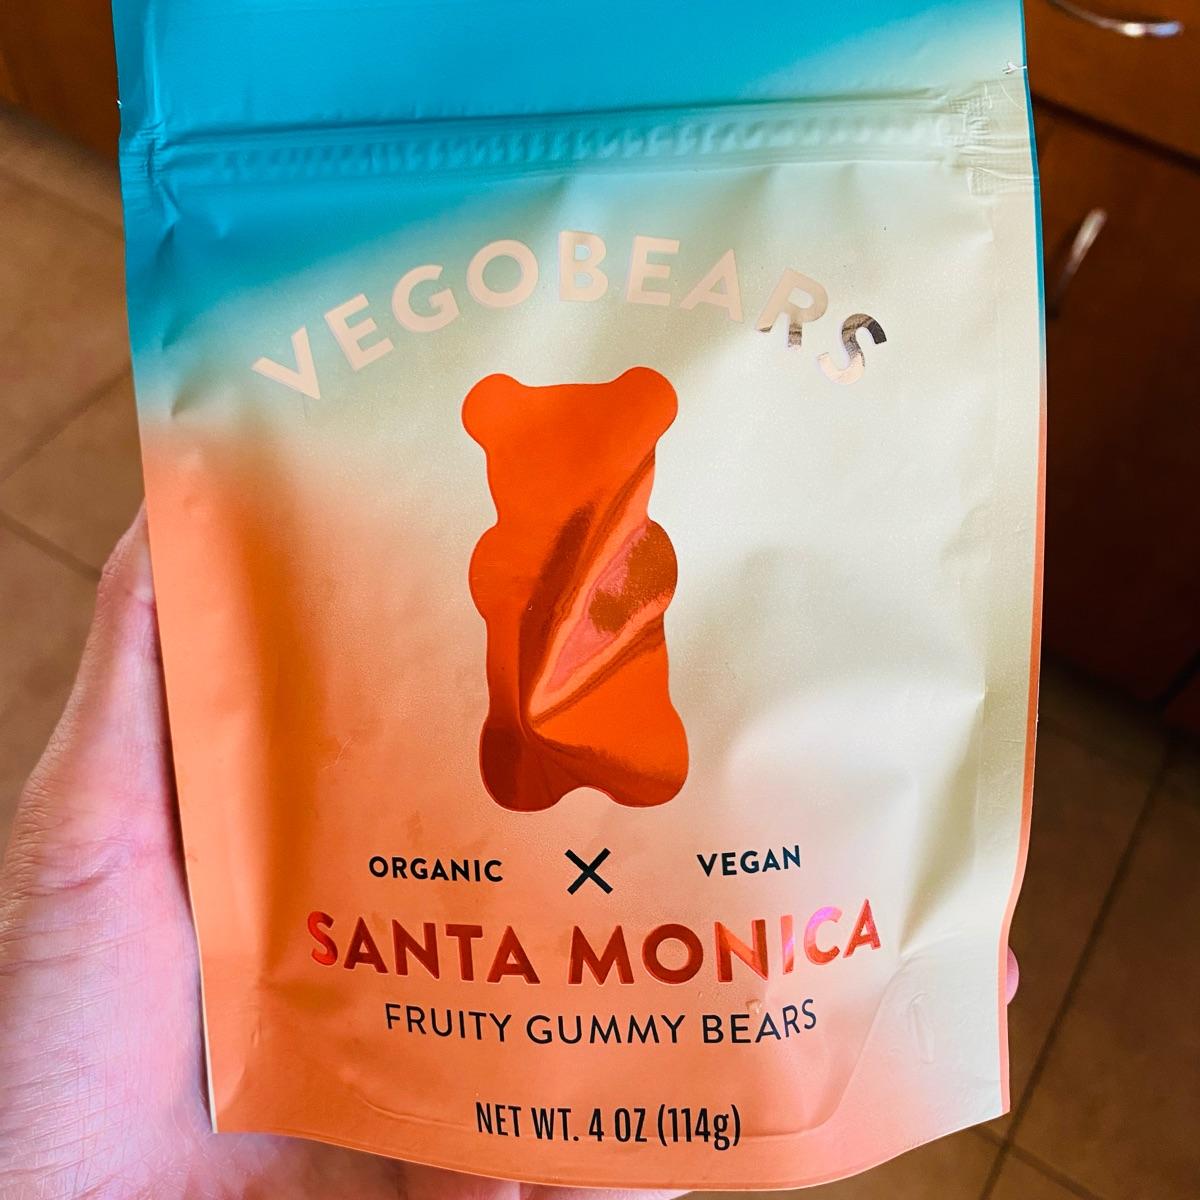 VEGOBEARS
ORGANIC X VEGAN
SANTA MONICA
FRUITY GUMMY BEARS
NET WT. 4 OZ (114g)